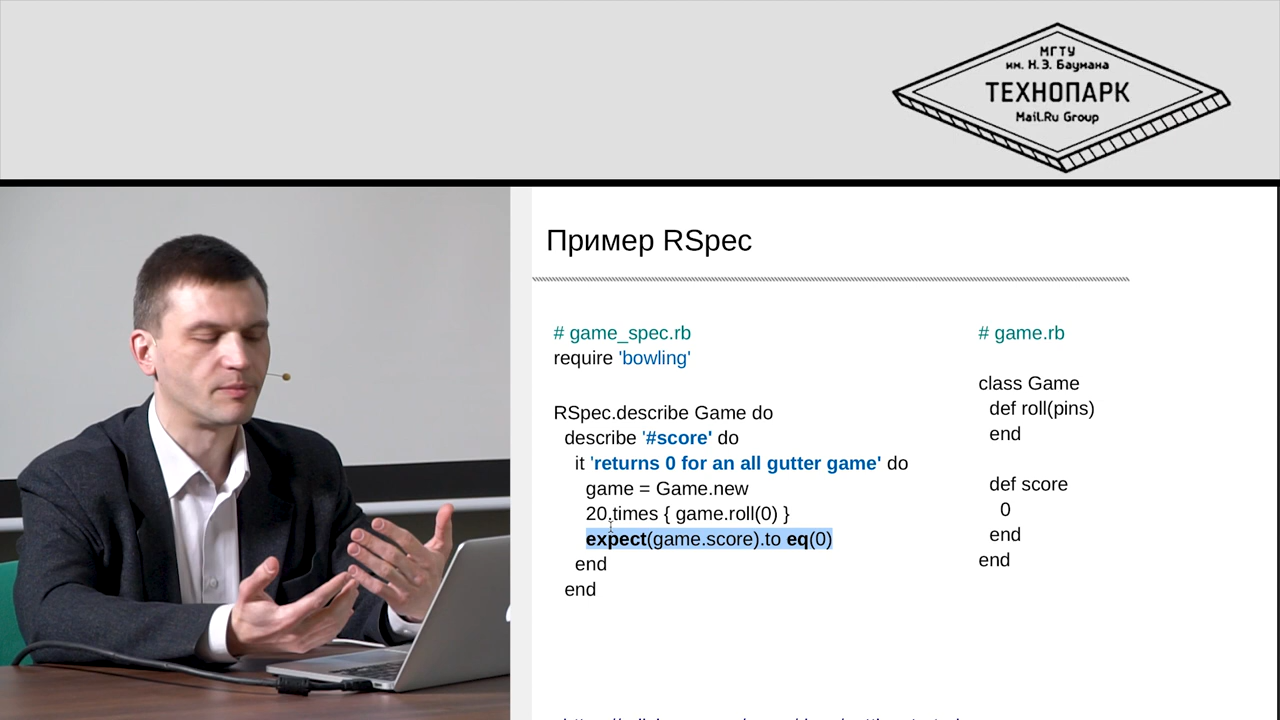 МГТУ
им. Н.Э. Баумана
ТЕХНОПАРК
Mail.Ru Group
Пример RSpec
# game_spec.rb
require 'bowling'
RSpec.describe Game do
describe '#score' do
it 'returns 0 for an all gutter game' do
game = Game.new
20.times { game.roll(0) }
expect(game.score).to eq(0)
end
end
# game.rb
class Game
def roll(pins)
end
def score
0
end
end